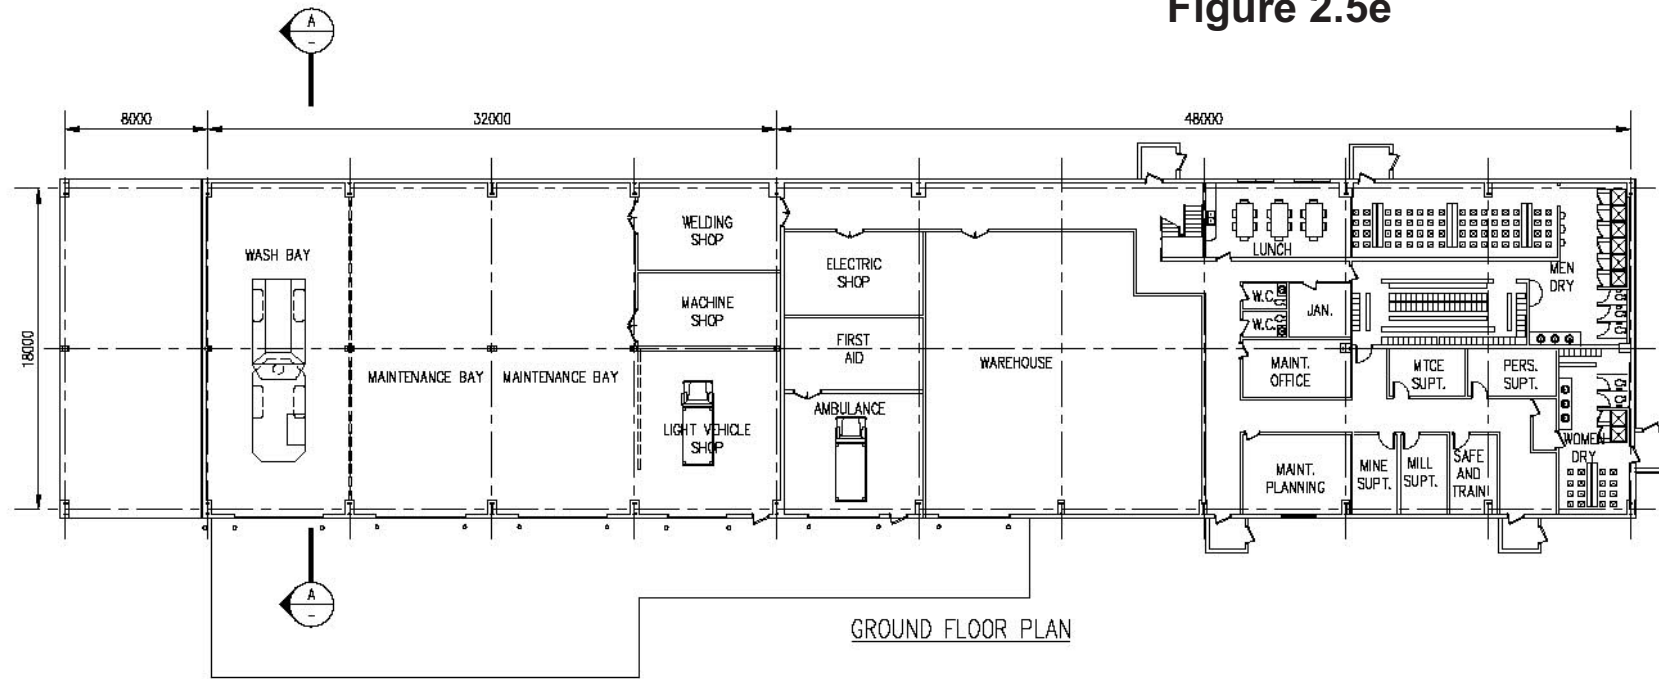 Figure 2.5e
A
-
8000
32000
48000
18000
WASH BAY
MAINTENANCE BAY
MAINTENANCE BAY
WELDING
SHOP
MACHINE
SHOP
LIGHT VEHICLE
SHOP
ELECTRIC
SHOP
FIRST
AID
AMBULANCE
WAREHOUSE
LUNCH
W.C.
W.C.
JAN.
MEN
DRY
MAINT.
OFFICE
MTCE
SUPT.
PERS.
SUPT.
MAINT.
PLANNING
MINE
SUPT.
MILL
SUPT.
SAFE
AND
TRAIN
WOMEN
DRY
A
-
GROUND FLOOR PLAN